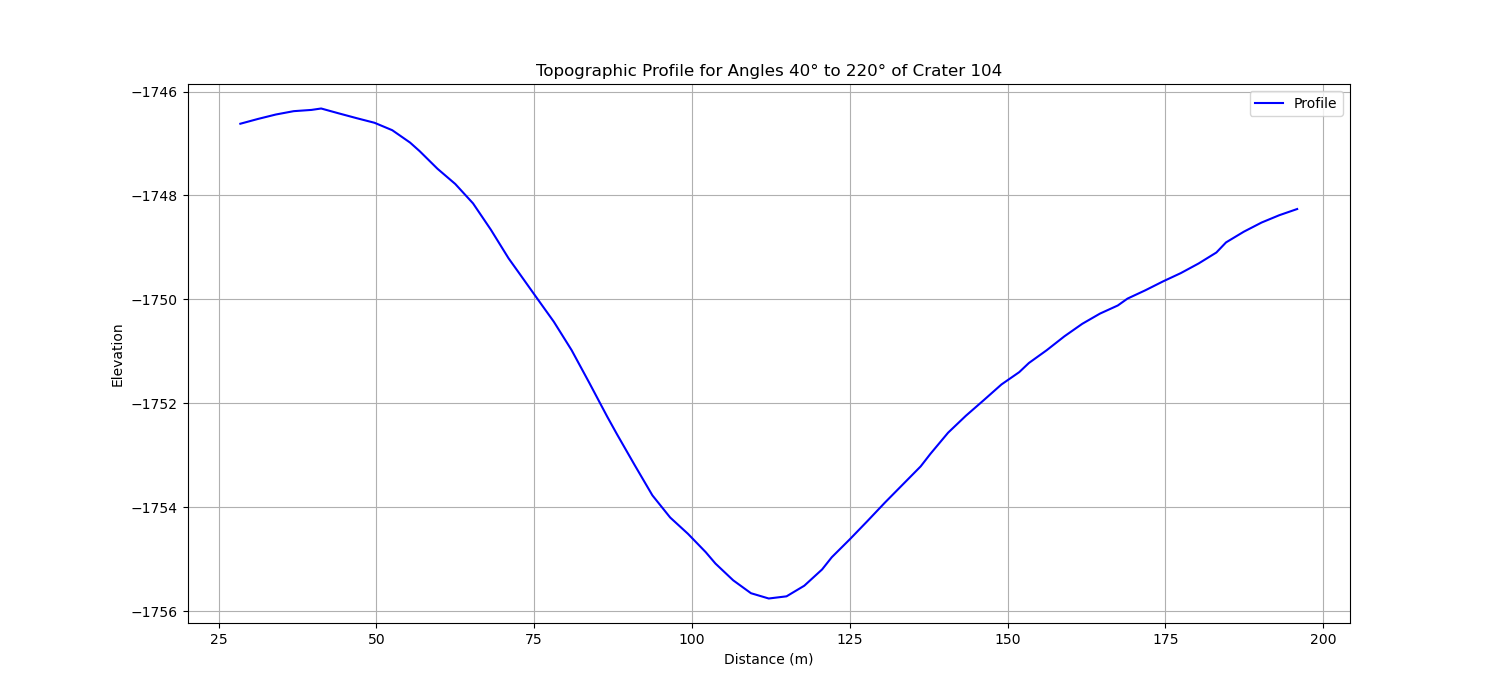 Topographic Profile for Angles 40° to 220° of Crater 104
Profile
Elevation
−1746
−1748
−1750
−1752
−1754
−1756
25 50 75 100 125 150 175 200
Distance (m)